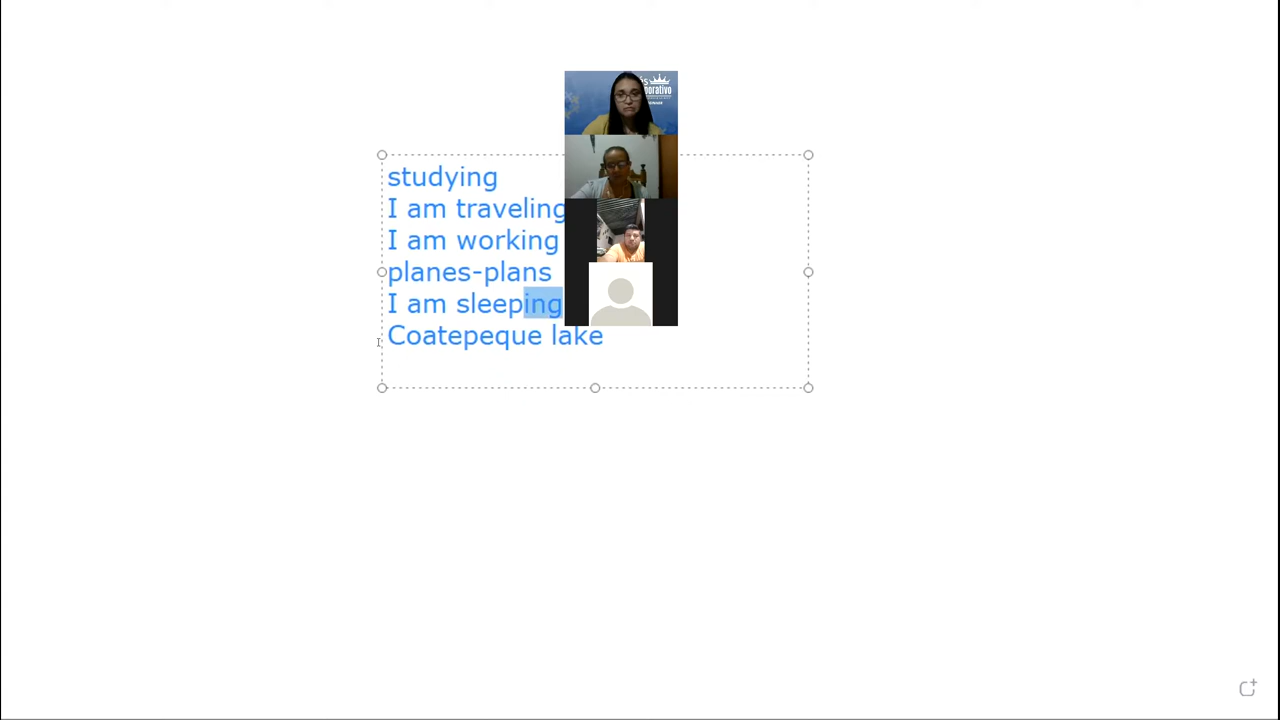 studying
I am traveling
I am working
planes-plans
I am sleeping
Coatepeque lake